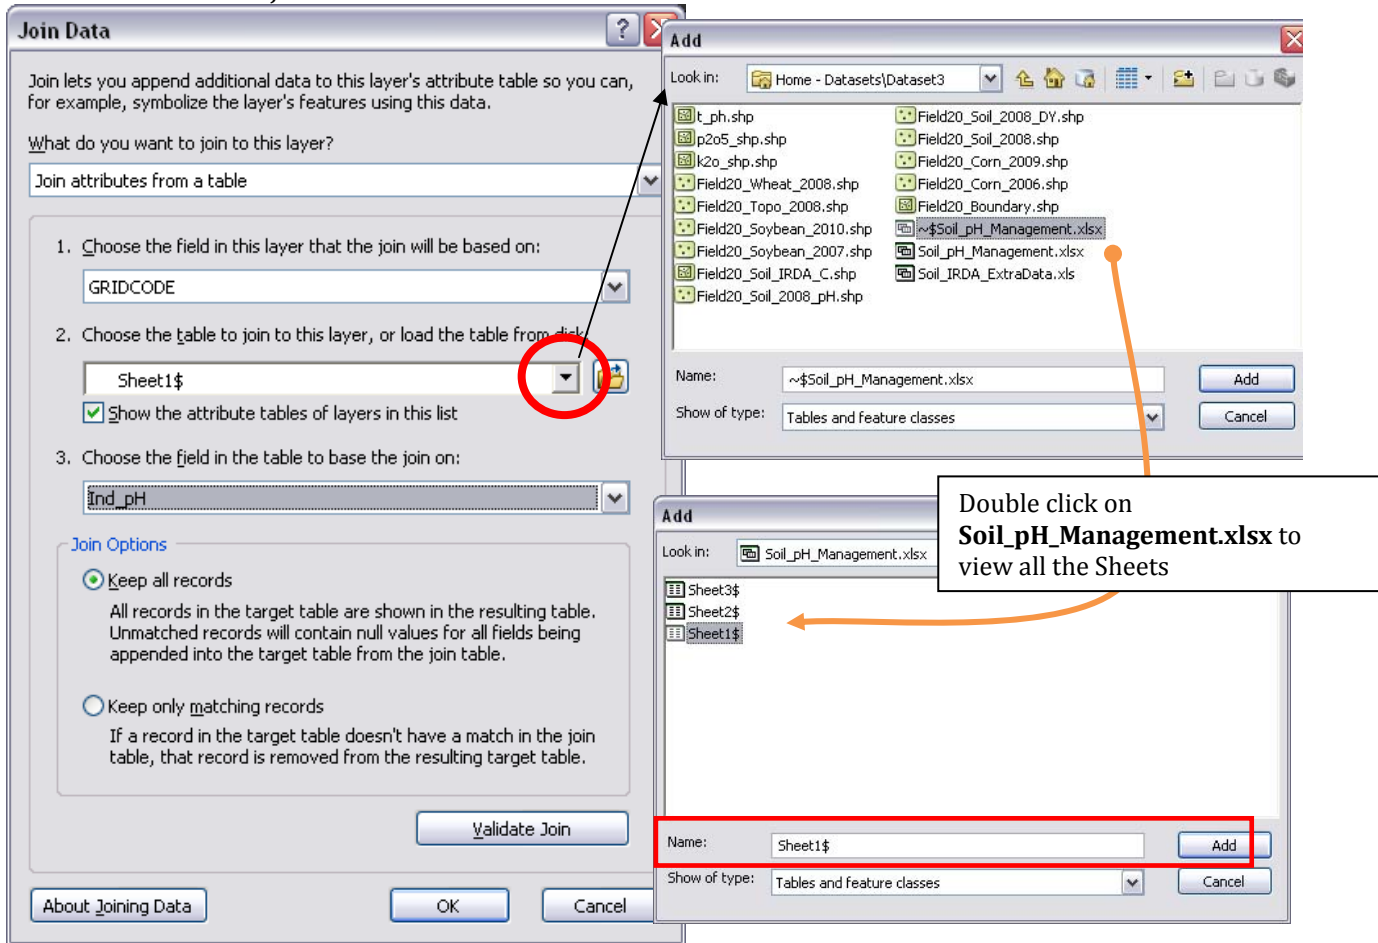 Join Data
Join lets you append additional data to this layer's attribute table so you can,
for example, symbolize the layer's features using this data.
What do you want to join to this layer?
Join attributes from a table
1. Choose the field in this layer that the join will be based on:
GRIDCODE
2. Choose the table to join to this layer, or load the table from disk
Sheet1$
Show the attribute tables of layers in this list
3. Choose the field in the table to base the join on:
Ind_pH
Join Options
Keep all records
All records in the target table are shown in the resulting table.
Unmatched records will contain null values for all fields being
appended into the target table from the join table.
Keep only matching records
If a record in the target table doesn't have a match in the join
table, that record is removed from the resulting target table.
Validate Join
About Joining Data
OK
Cancel
Add
Look in:
Home - Datasets\Dataset3
t_ph.shp
p2o5_shp.shp
k2o_shp.shp
Field20_Wheat_2008.shp
Field20_Topo_2008.shp
Field20_Soybean_2010.shp
Field20_Soybean_2007.shp
Field20_Soil_IRDA_C.shp
Field20_Soil_2008_pH.shp
Field20_Soil_2008_DY.shp
Field20_Soil_2008.shp
Field20_Corn_2009.shp
Field20_Corn_2006.shp
Field20_Boundary.shp
~$Soil_pH_Management.xlsx
Soil_pH_Management.xlsx
Soil_IRDA_ExtraData.xls
Name:
~$Soil_pH_Management.xlsx
Add
Show of type:
Tables and feature classes
Cancel
Double click on
Soil_pH_Management.xlsx to
view all the Sheets
Add
Look in:
Soil_pH_Management.xlsx
Sheet3$
Sheet2$
Sheet1$
Name:
Sheet1$
Add
Show of type:
Tables and feature classes
Cancel